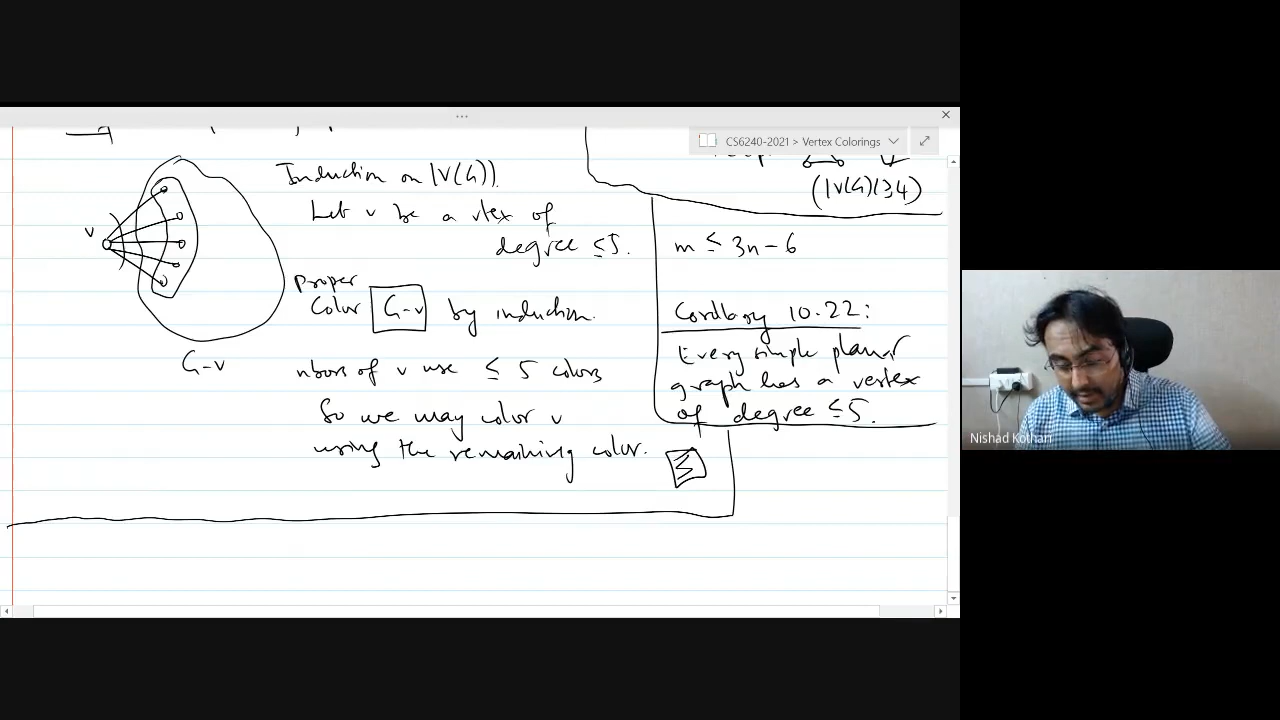 CS6240-2021 > Vertex Colorings
Induction on |V(G)|.
Let v be a vtex of
degree ≤5.
v
Proper
Color G-v by induction.
G-v
nbors of v use ≤ 5 colors
So we may color v
using the remaining color.
(|V(G)|≥4)
m ≤ 3n-6
Corollary 10.22:
Every simple planar
graph has a vertex
of degree ≤5.
Nishad Kothari